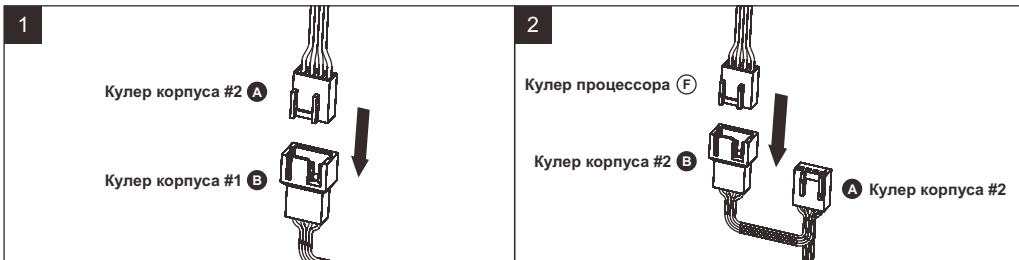 1
Кулер корпуса #2 A
Кулер корпуса #1 B
2
Кулер процессора F
Кулер корпуса #2 B
A Кулер корпуса #2